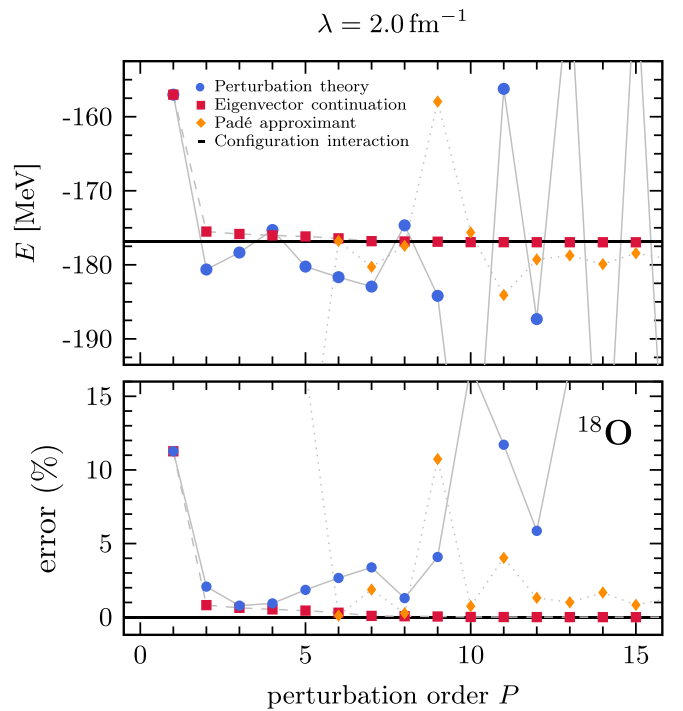 λ = 2.0 fm⁻¹
E [MeV]
-160
-170
-180
-190
Perturbation theory
Eigenvector continuation
Padé approximant
Configuration interaction
error (%)
15
10
5
0
¹⁸O
0 5 10 15
perturbation order P